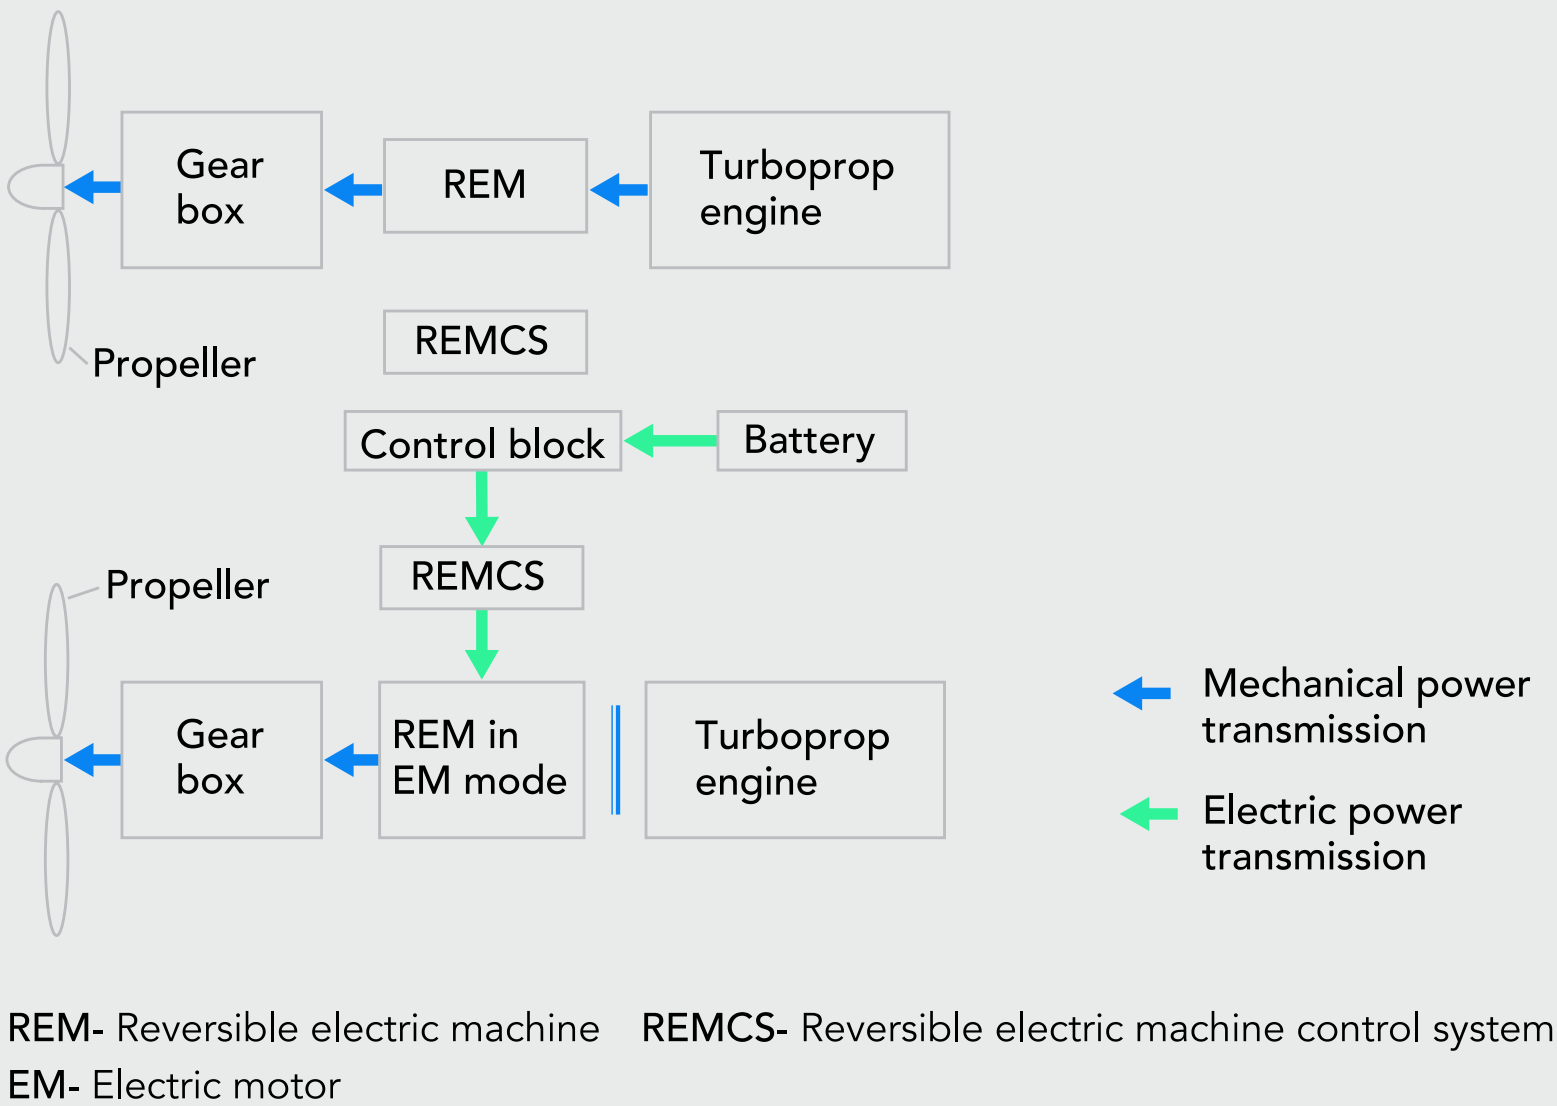 Gear
box
REM
Turboprop
engine
REMCS
Propeller
Control block
Battery
REMCS
Propeller
Gear
box
REM in
EM mode
Turboprop
engine
Mechanical power
transmission
Electric power
transmission
REM- Reversible electric machine
REMCS- Reversible electric machine control system
EM- Electric motor